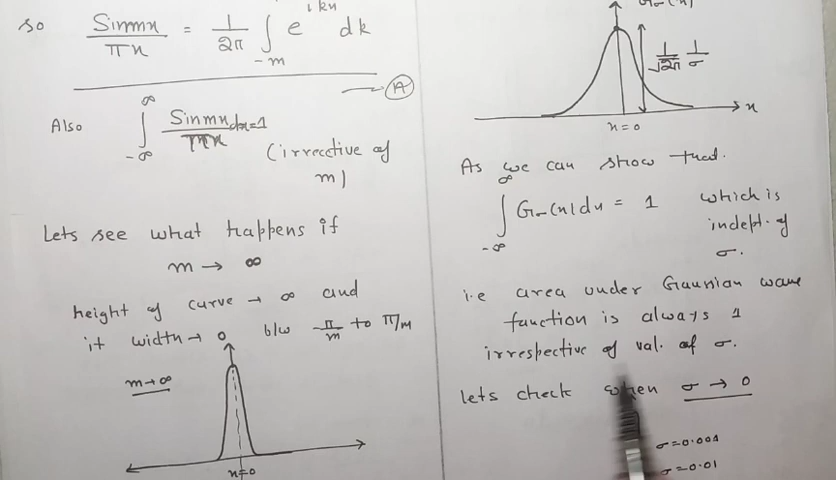 so sinmx/πx = 1/2π ∫ e^ikx dk
-m
A
Also ∞
∫ sinmx/πx dx=1
-∞
(irrective of
m)
Lets see what happens if
m → ∞
height of curve → ∞ and
it width → 0 b/w -π/m to π/m
m→∞
x=0
Gσ(x)
1/√2π 1/σ
x
x=0
As we can show that.
∞
∫ Gσ(x)dx = 1 which is
-∞
indept. of
σ.
i.e area under Gaussian wave
function is always 1
irrespective of val. of σ.
lets check when σ → 0
σ=0.001
σ=0.01